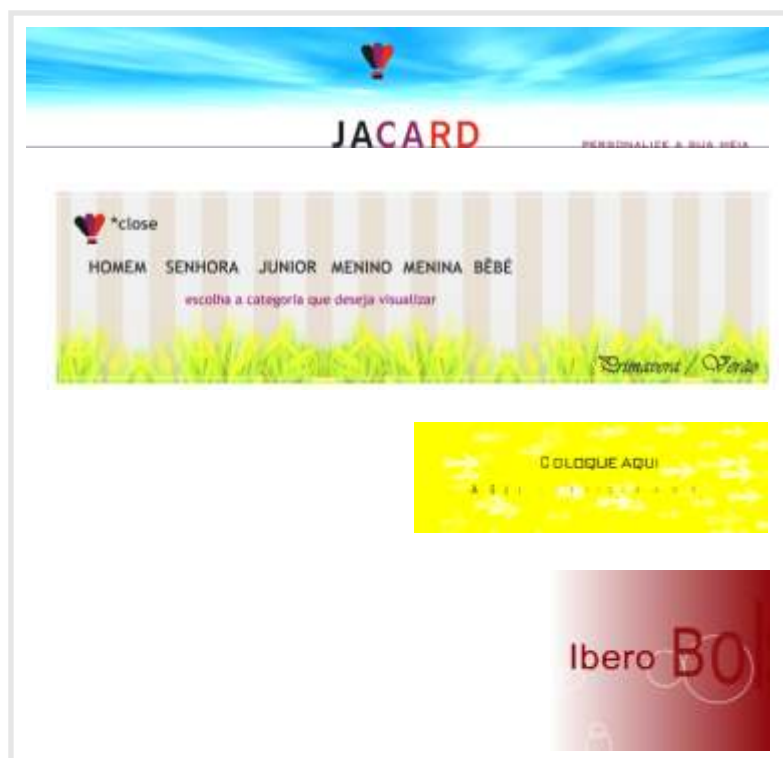 JACARD
PERSONALIZE A SUA MEIA
*close
HOMEM SENHORA JUNIOR MENINO MENINA BÊBÉ
escolha a categoria que deseja visualizar
Primavera / Verão
COLOQUE AQUI
Ibero Bo